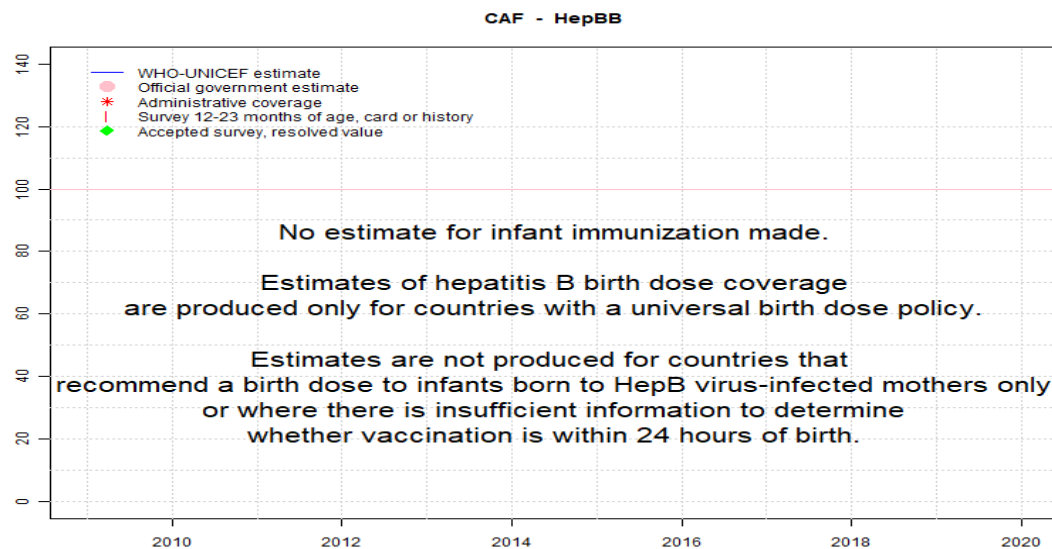 CAF - HepBB
140
120
100
80
60
40
20
0
WHO-UNICEF estimate
Official government estimate
Administrative coverage
Survey 12-23 months of age, card or history
Accepted survey, resolved value
No estimate for infant immunization made.
Estimates of hepatitis B birth dose coverage
are produced only for countries with a universal birth dose policy.
Estimates are not produced for countries that
recommend a birth dose to infants born to HepB virus-infected mothers only
or where there is insufficient information to determine
whether vaccination is within 24 hours of birth.
2010 2012 2014 2016 2018 2020